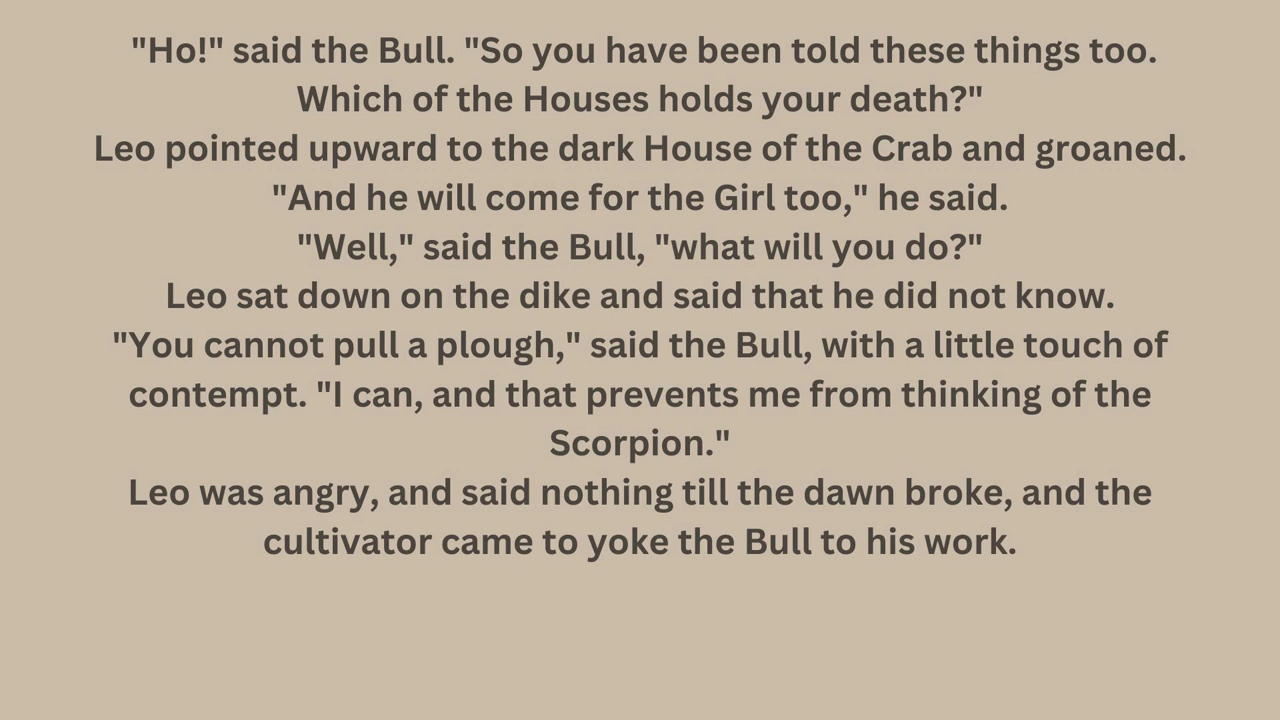 "Ho!" said the Bull. "So you have been told these things too.
Which of the Houses holds your death?"
Leo pointed upward to the dark House of the Crab and groaned.
"And he will come for the Girl too," he said.
"Well," said the Bull, "what will you do?"
Leo sat down on the dike and said that he did not know.
"You cannot pull a plough," said the Bull, with a little touch of
contempt. "I can, and that prevents me from thinking of the
Scorpion."
Leo was angry, and said nothing till the dawn broke, and the
cultivator came to yoke the Bull to his work.